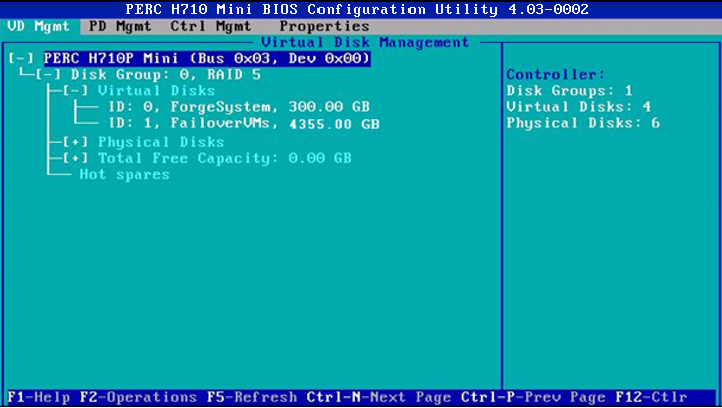 PERC H710 Mini BIOS Configuration Utility 4.03-0002
VD Mgmt PD Mgmt Ctrl Mgmt Properties
Virtual Disk Management
[-] PERC H710P Mini (Bus 0x03, Dev 0x00)
[-] Disk Group: 0, RAID 5
Controller:
[-] Virtual Disks
Disk Groups: 1
ID: 0, ForgeSystem, 300.00 GB
Virtual Disks: 4
ID: 1, FailoverVMs, 4355.00 GB
Physical Disks: 6
[+] Physical Disks
[+] Total Free Capacity: 0.00 GB
Hot spares
F1-Help F2-Operations F5-Refresh Ctrl-N-Next Page Ctrl-P-Prev Page F12-Ctlr